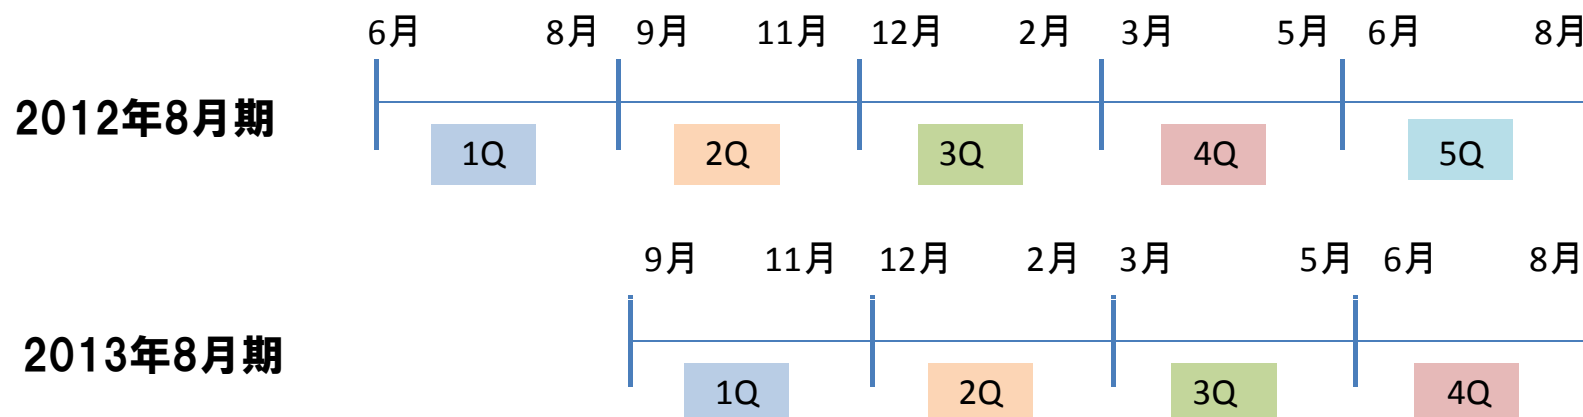 6月 8月 9月 11月 12月 2月 3月 5月 6月 8月
2012年8月期
1Q 2Q 3Q 4Q 5Q
9月 11月 12月 2月 3月 5月 6月 8月
2013年8月期
1Q 2Q 3Q 4Q